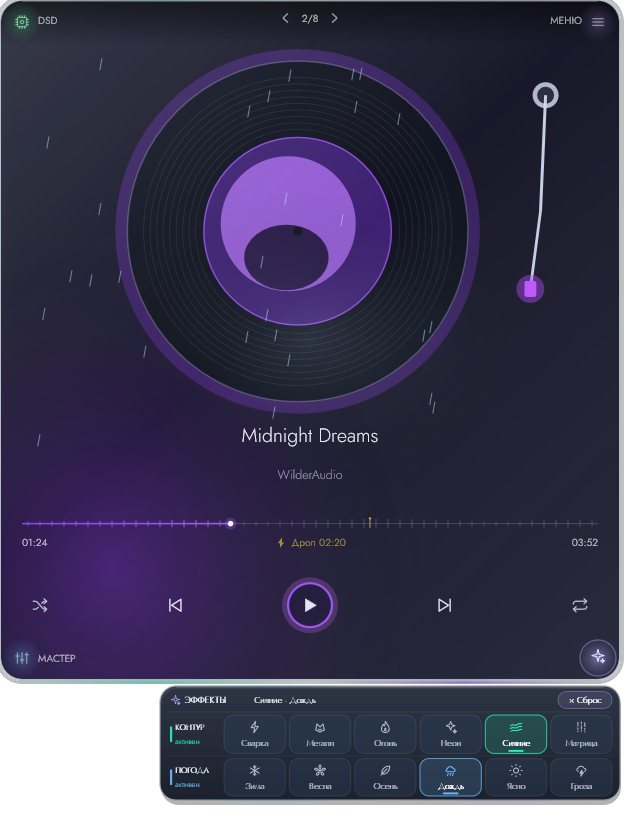 DSD
2/8
МЕНЮ
Midnight Dreams
WilderAudio
01:24
Дроп 02:20
03:52
МАСТЕР
ЭФФЕКТЫ
Сияние · Дождь
× Сброс
КОНТУР
активен
Сварка
Металл
Огонь
Неон
Сияние
Матрица
ПОГОДА
активен
Зима
Весна
Осень
Дождь
Ясно
Гроза